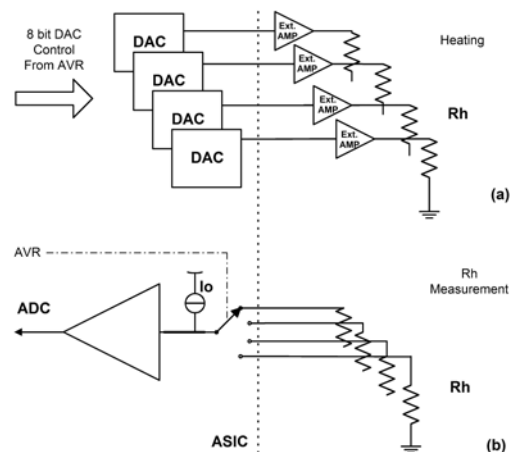 8 bit DAC
Control
From AVR
DAC
DAC
DAC
DAC
Ext.
AMP
Ext.
AMP
Ext.
AMP
Ext.
AMP
Heating
Rh
(a)
AVR
Io
ADC
Rh
Measurement
Rh
ASIC
(b)